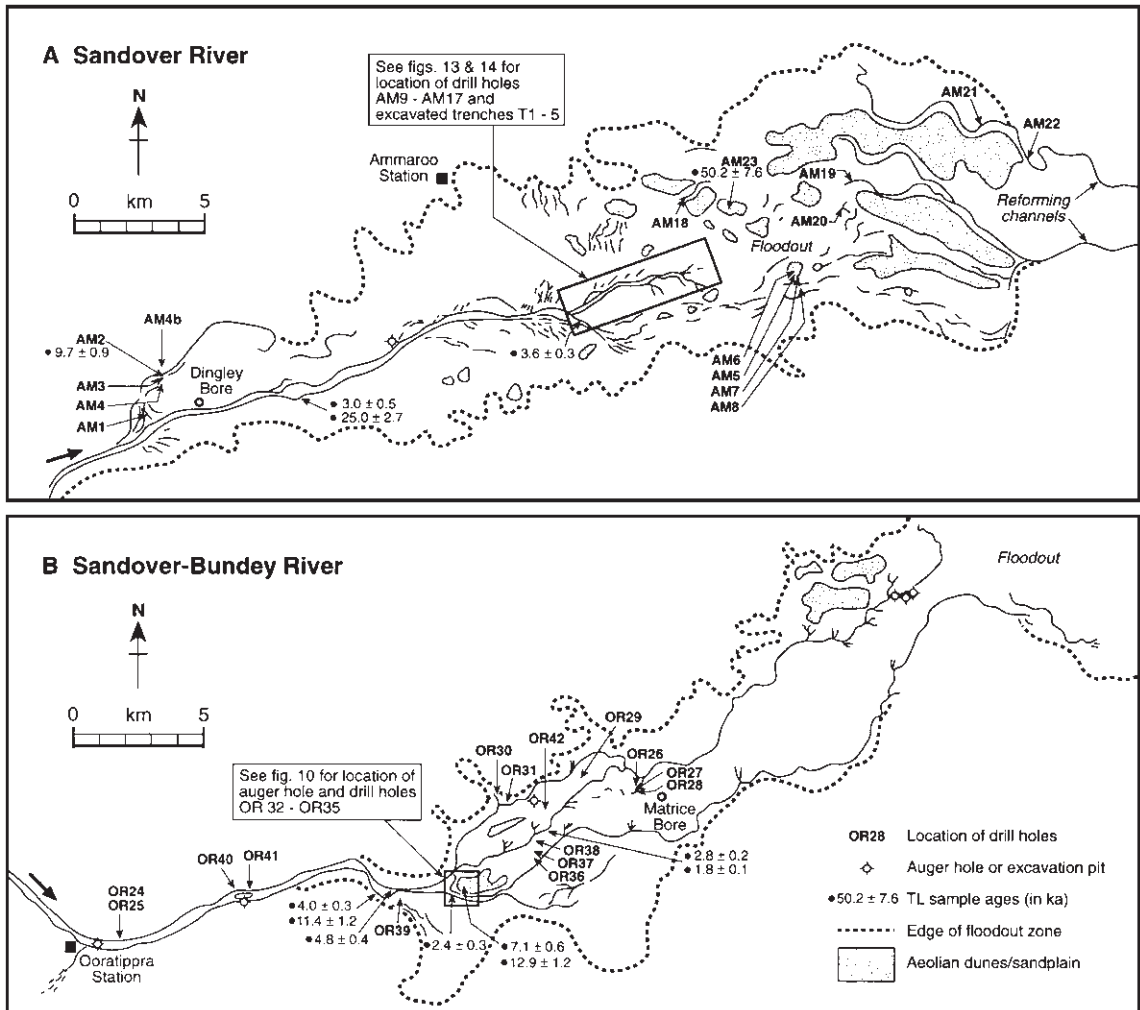 A Sandover River
N
0 km 5
See figs. 13 & 14 for
location of drill holes
AM9 - AM17 and
excavated trenches T1 - 5
Ammaroo
Station
AM21
AM22
AM23
50.2 ± 7.6
AM19
AM18
AM20
Reforming
channels
Floodout
AM4b
AM2
9.7 ± 0.9
AM3
AM4
AM1
Dingley
Bore
3.6 ± 0.3
3.0 ± 0.5
25.0 ± 2.7
AM6
AM5
AM7
AM8
B Sandover-Bundey River
N
0 km 5
Floodout
See fig. 10 for location of
auger hole and drill holes
OR 32 - OR35
OR29
OR42
OR30
OR31
OR26
OR27
OR28
Matrice
Bore
OR38
OR37
OR36
2.8 ± 0.2
1.8 ± 0.1
OR40
OR41
OR24
OR25
Ooratippra
Station
4.0 ± 0.3
11.4 ± 1.2
4.8 ± 0.4
OR39
2.4 ± 0.3
7.1 ± 0.6
12.9 ± 1.2
OR28 Location of drill holes
Auger hole or excavation pit
50.2 ± 7.6 TL sample ages (in ka)
Edge of floodout zone
Aeolian dunes/sandplain